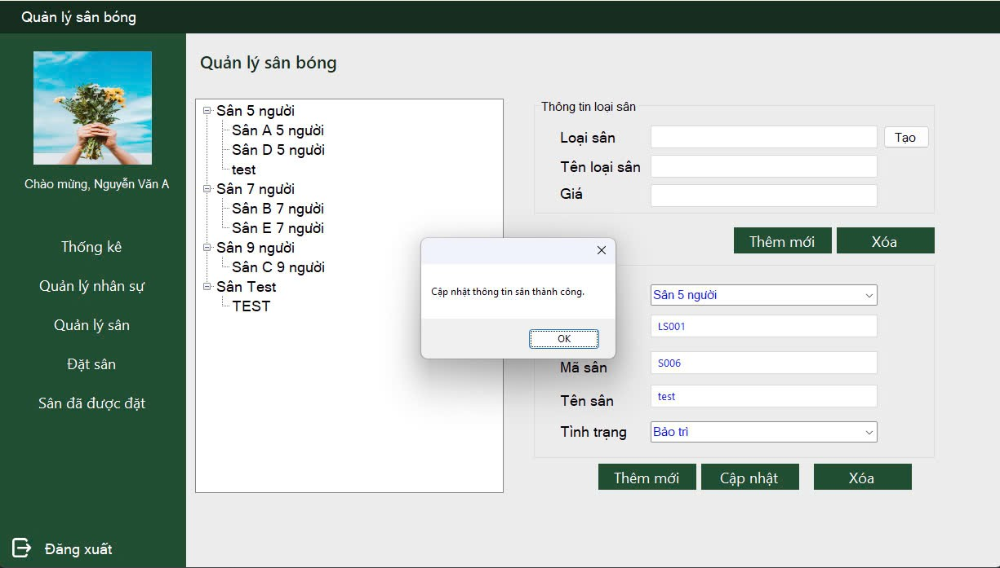 Quản lý sân bóng
Chào mừng, Nguyễn Văn A
Thống kê
Quản lý nhân sự
Quản lý sân
Đặt sân
Sân đã được đặt
Đăng xuất
Quản lý sân bóng
Sân 5 người
Sân A 5 người
Sân D 5 người
test
Sân 7 người
Sân B 7 người
Sân E 7 người
Sân 9 người
Sân C 9 người
Sân Test
TEST
Thông tin loại sân
Loại sân
Tạo
Tên loại sân
Giá
Thêm mới
Xóa
Cập nhật thông tin sân thành công.
OK
Sân 5 người
LS001
Mã sân
S006
Tên sân
test
Tình trạng
Bảo trì
Thêm mới
Cập nhật
Xóa